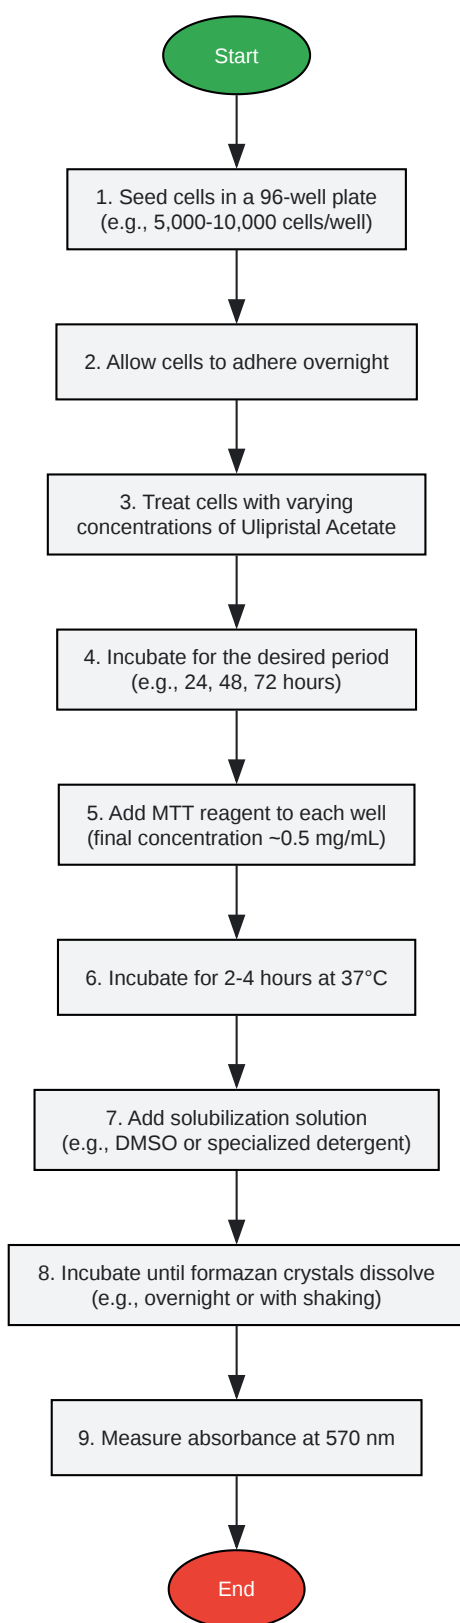 Start
1. Seed cells in a 96-well plate
(e.g., 5,000-10,000 cells/well)
2. Allow cells to adhere overnight
3. Treat cells with varying
concentrations of Ulipristal Acetate
4. Incubate for the desired period
(e.g., 24, 48, 72 hours)
5. Add MTT reagent to each well
(final concentration ~0.5 mg/mL)
6. Incubate for 2-4 hours at 37°C
7. Add solubilization solution
(e.g., DMSO or specialized detergent)
8. Incubate until formazan crystals dissolve
(e.g., overnight or with shaking)
9. Measure absorbance at 570 nm
End